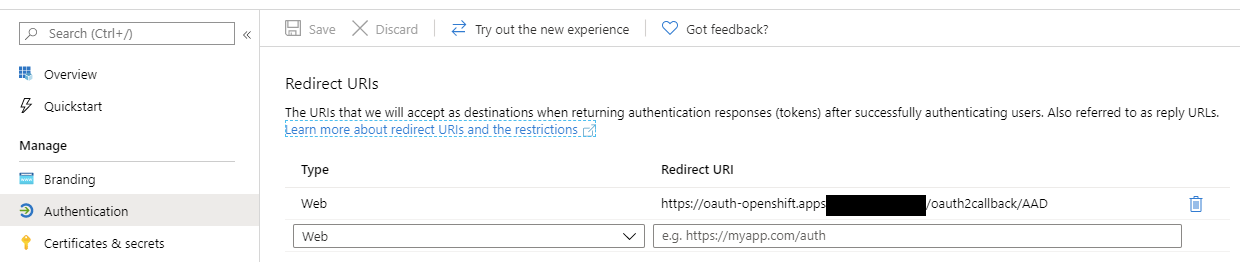 Search (Ctrl+/) « Save Discard Try out the new experience Got feedback?
Overview
Quickstart
Manage
Branding
Authentication
Certificates & secrets
Redirect URIs
The URIs that we will accept as destinations when returning authentication responses (tokens) after successfully authenticating users. Also referred to as reply URLs.
Learn more about redirect URIs and the restrictions
Type Redirect URI
Web https://oauth-openshift.apps /oauth2callback/AAD
Web e.g. https://myapp.com/auth